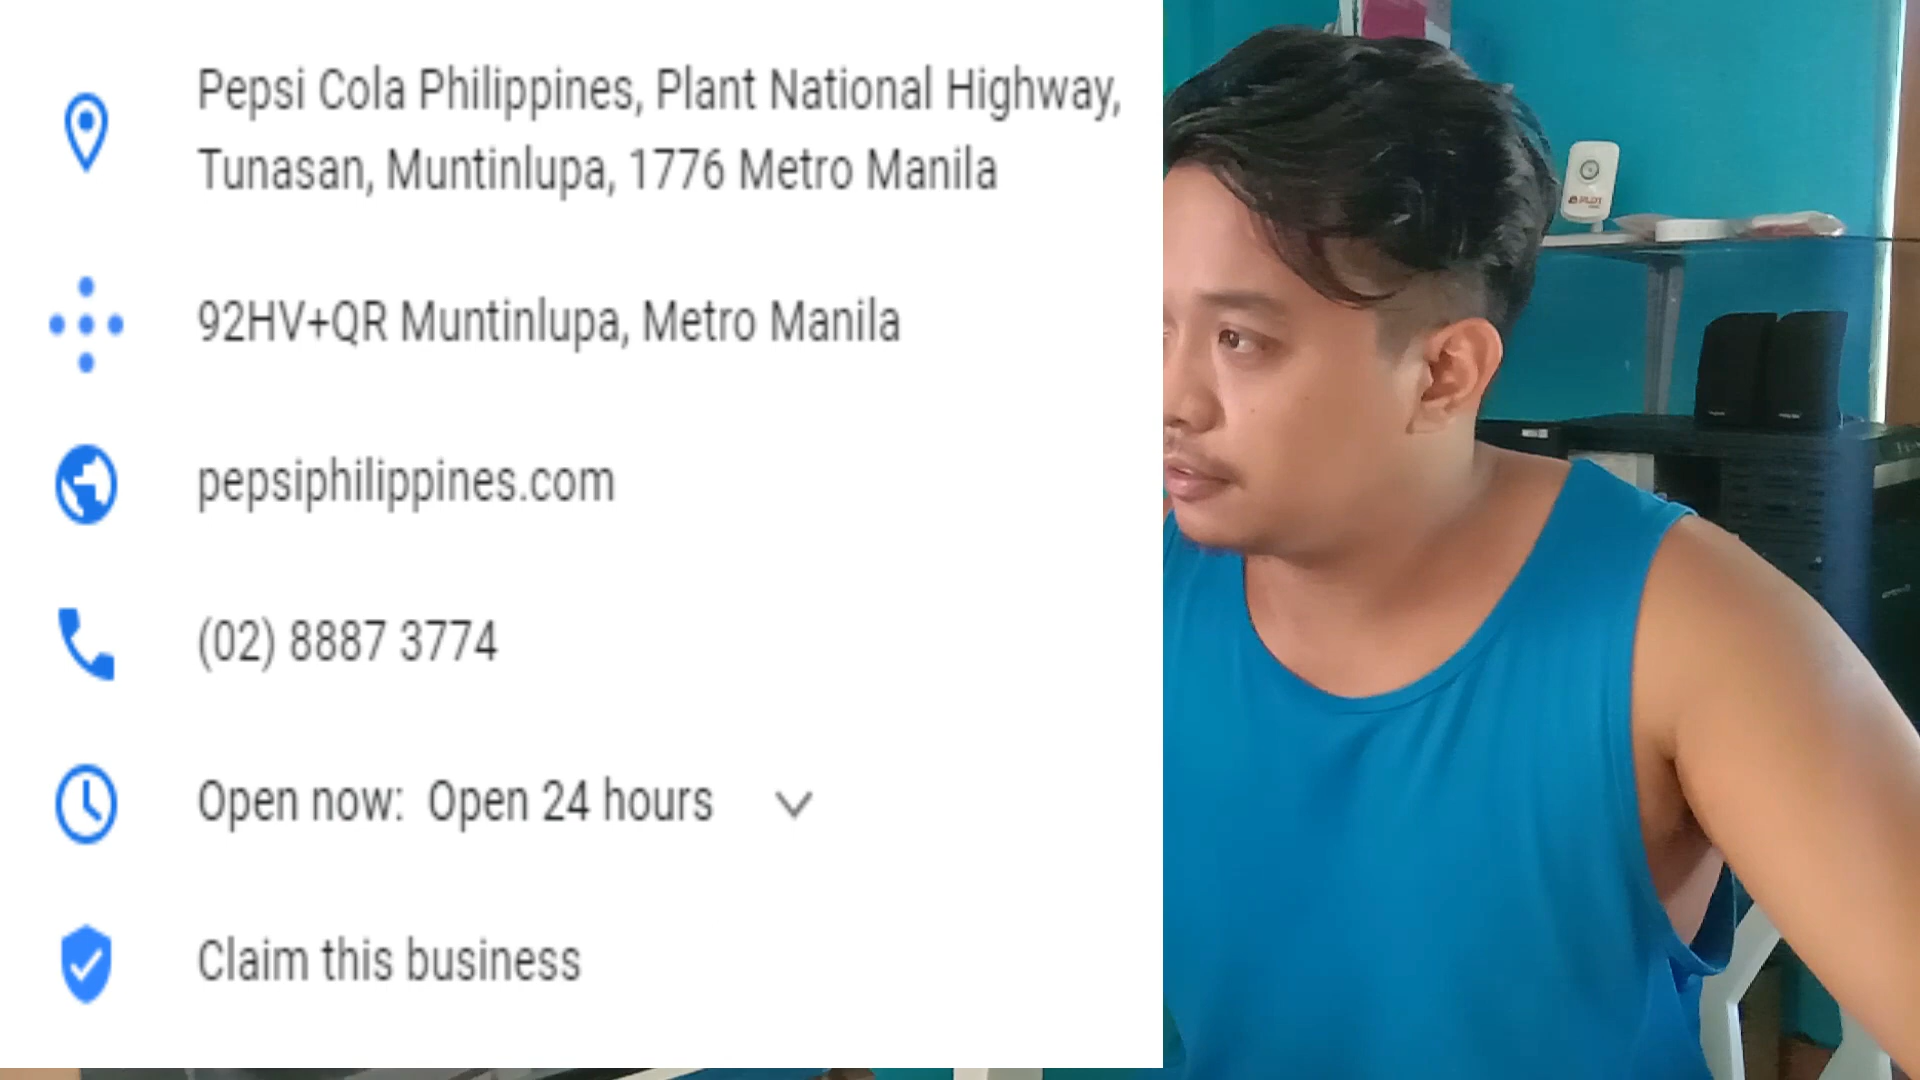 Pepsi Cola Philippines, Plant National Highway,
Tunasan, Muntinlupa, 1776 Metro Manila
92HV+QR Muntinlupa, Metro Manila
pepsiphilippines.com
(02) 8887 3774
Open now: Open 24 hours
Claim this business
PLDT